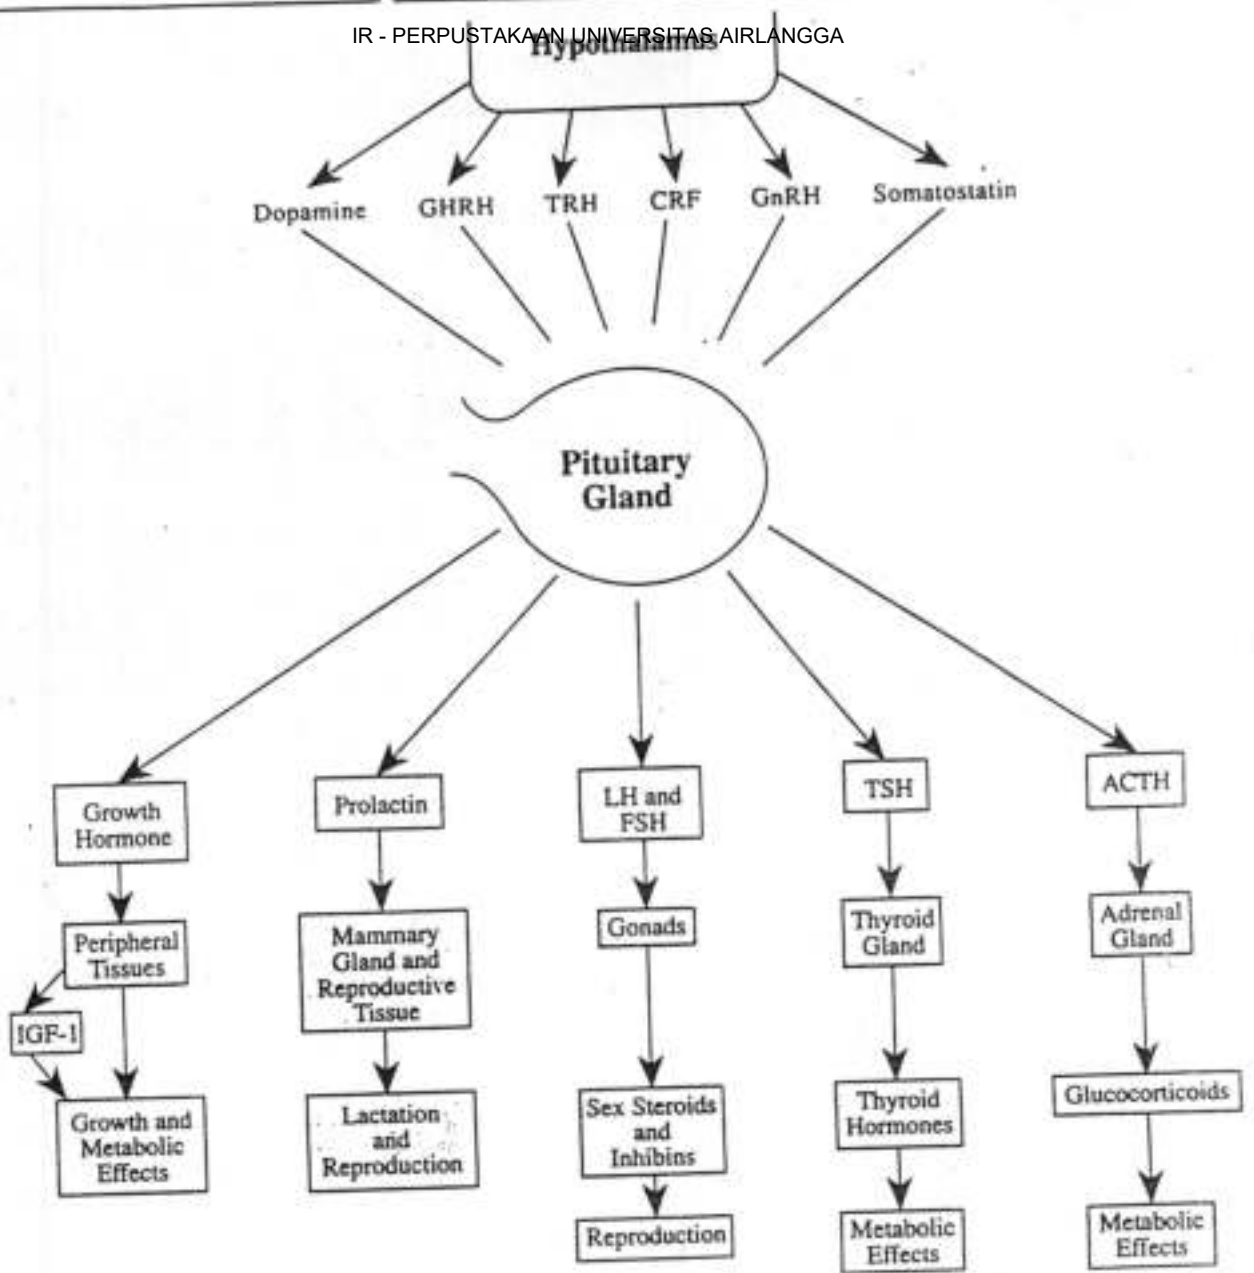 IR - PERPUSTAKAAN UNIVERSITAS AIRLANGGA
Hypothalamus
Dopamine
GHRH
TRH
CRF
GnRH
Somatostatin
Pituitary
Gland
Growth
Hormone
Prolactin
LH and
FSH
TSH
ACTH
Peripheral
Tissues
Mammary
Gland and
Reproductive
Tissue
Gonads
Thyroid
Gland
Adrenal
Gland
IGF-1
Growth and
Metabolic
Effects
Lactation
and
Reproduction
Sex Steroids
and
Inhibins
Thyroid
Hormones
Glucocorticoids
Reproduction
Metabolic
Effects
Metabolic
Effects